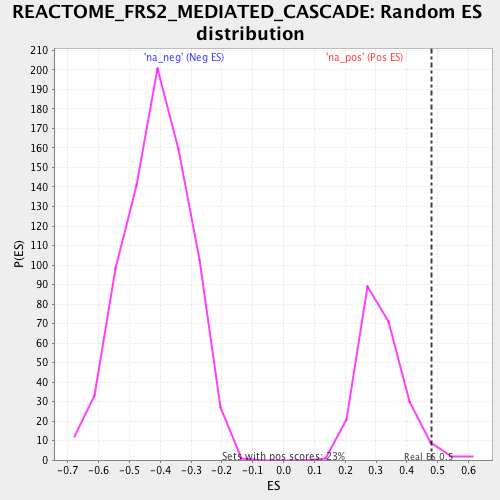 REACTOME_FRS2_MEDIATED_CASCADE: Random ES
distribution
'na_neg' (Neg ES)
'na_pos' (Pos ES)
210
200
190
180
170
160
150
140
130
120
110
100
90
80
70
60
50
40
30
20
10
0
P(ES)
Sets with pos scores: 23%
Real ES 0.5
-0.7 -0.6 -0.5 -0.4 -0.3 -0.2 -0.1 0.0 0.1 0.2 0.3 0.4 0.5 0.6
ES